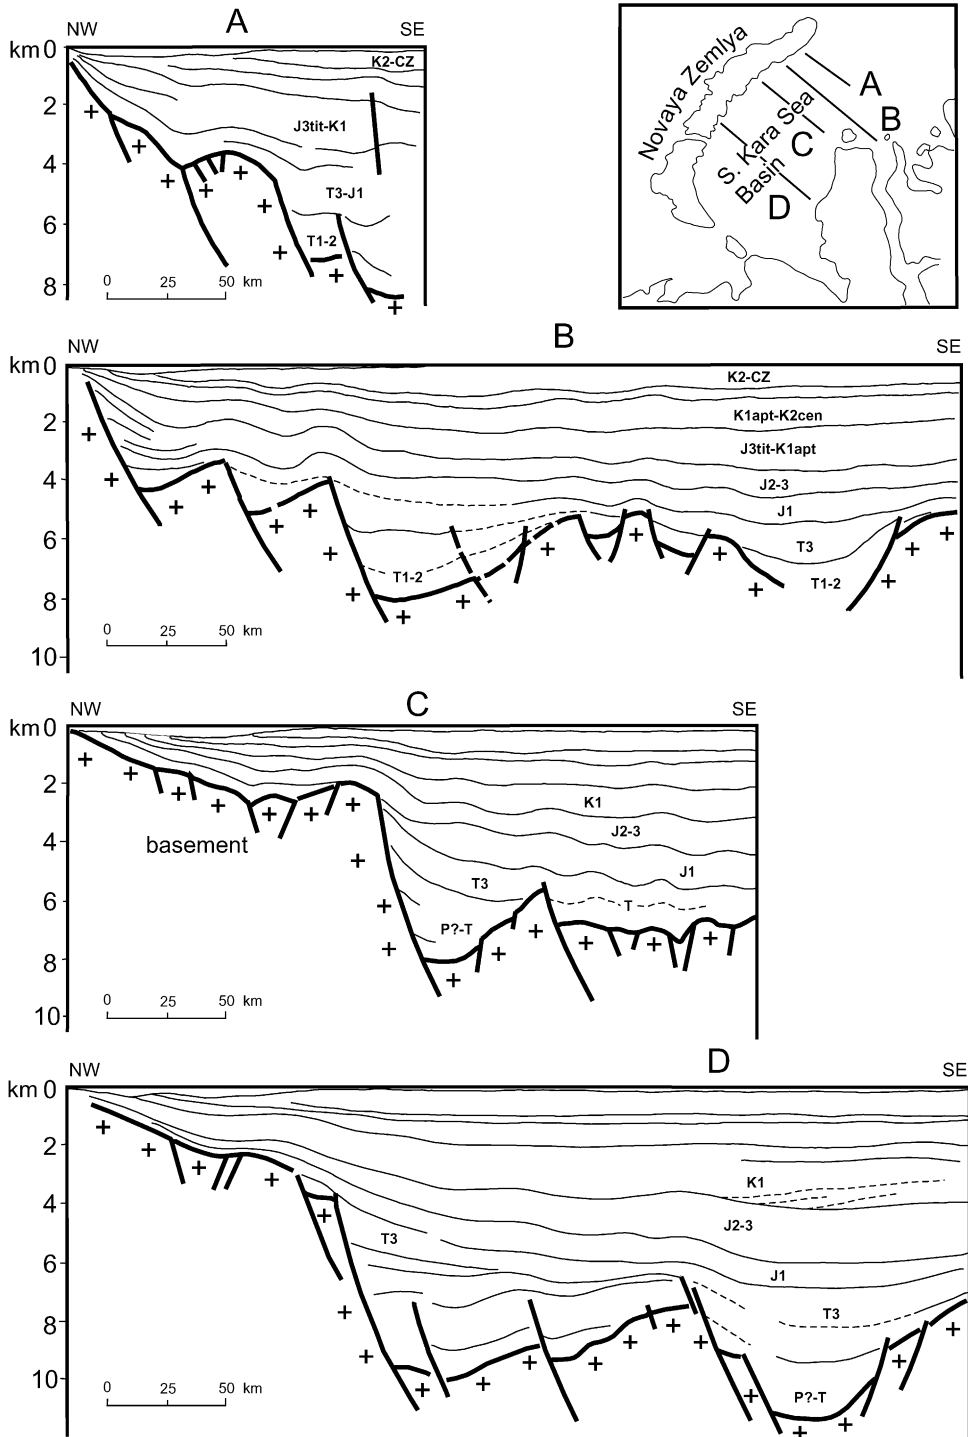 A
NW
SE
km 0
K2-CZ
2
J3tit-K1
4
T3-J1
6
T1-2
8
0 25 50 km
Novaya Zemlya
S. Kara Sea
Basin
A
B
C
D
B
NW
SE
km 0
K2-CZ
K1apt-K2cen
2
J3tit-K1apt
4
J2-3
J1
6
T3
T1-2
T1-2
8
0 25 50 km
10
C
NW
SE
km 0
2
K1
J2-3
4
basement
J1
T3
6
T
P?-T
8
0 25 50 km
10
D
NW
SE
km 0
2
K1
4
J2-3
T3
6
J1
T3
8
10
P?-T
0 25 50 km